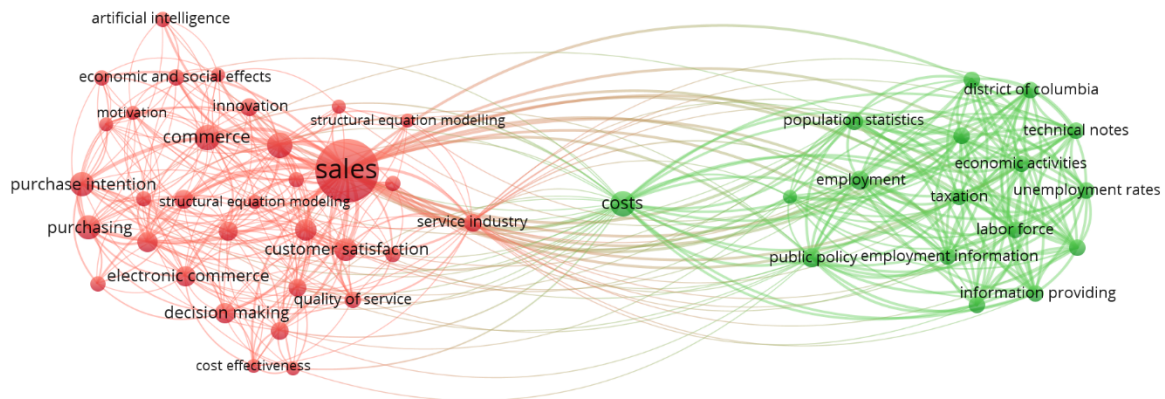 artificial intelligence
economic and social effects
motivation
innovation
structural equation modelling
commerce
sales
purchase intention
structural equation modeling
purchasing
service industry
customer satisfaction
electronic commerce
quality of service
decision making
cost effectiveness
costs
district of columbia
population statistics
technical notes
economic activities
employment
unemployment rates
taxation
labor force
public policy
employment information
information providing